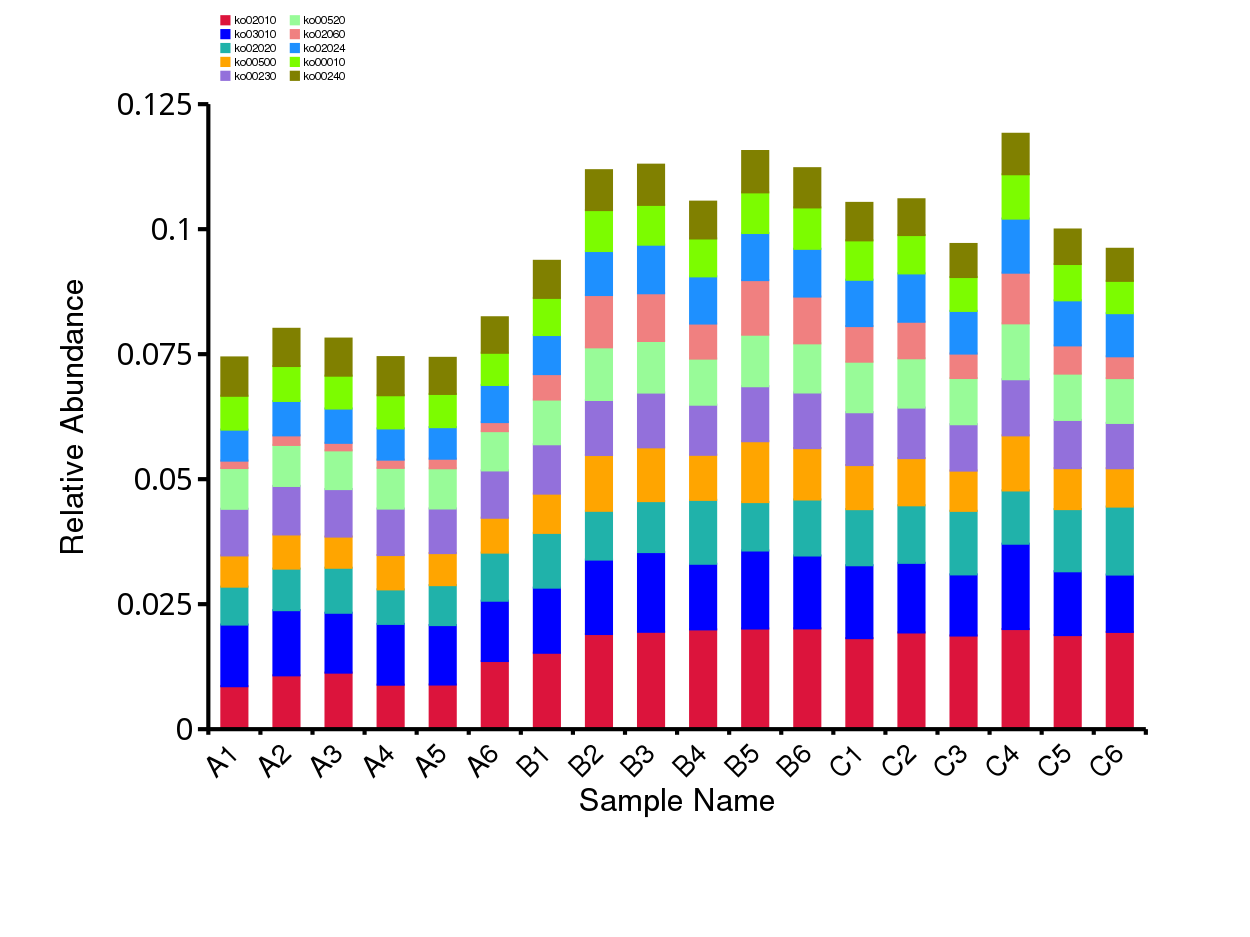 ko02010 ko00520
ko03010 ko02060
ko02020 ko02024
ko00500 ko00010
ko00230 ko00240
0.125
0.1
0.075
0.05
0.025
0
Relative Abundance
A1 A2 A3 A4 A5 A6 B1 B2 B3 B4 B5 B6 C1 C2 C3 C4 C5 C6
Sample Name